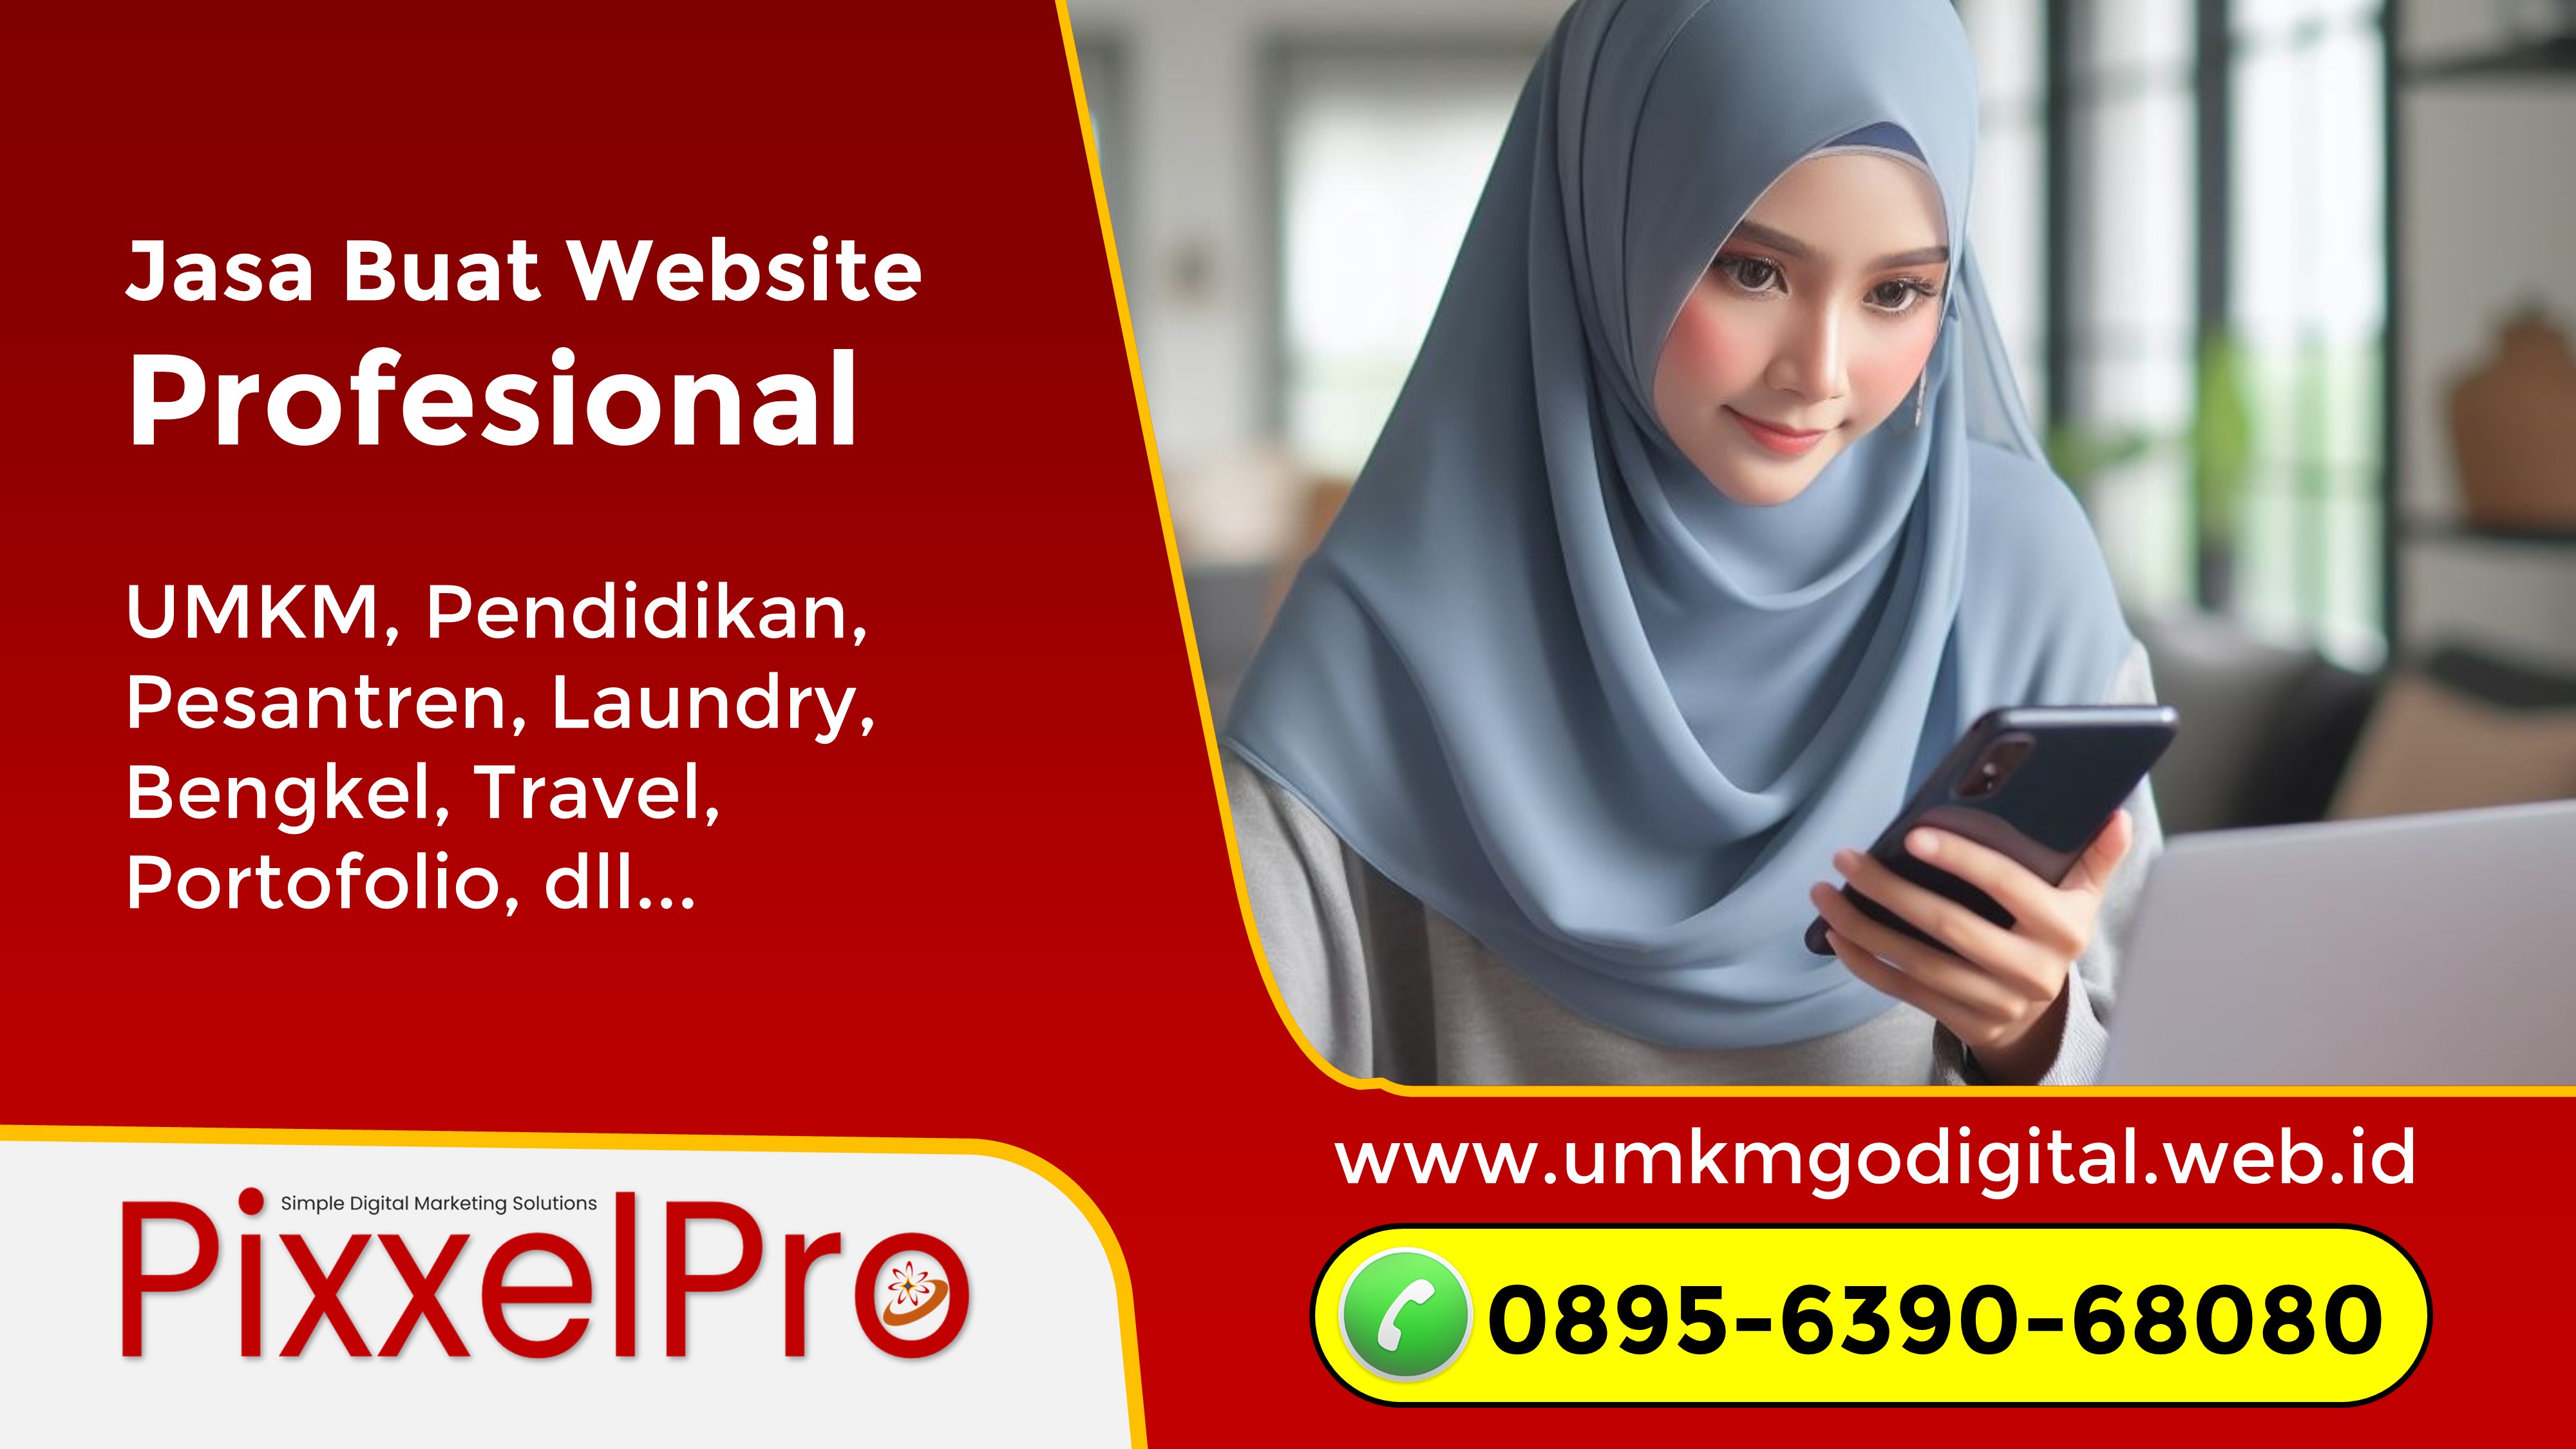 Jasa Buat Website
Profesional
UMKM, Pendidikan,
Pesantren, Laundry,
Bengkel, Travel,
Portofolio, dll...
Simple Digital Marketing Solutions
PixxelPro
www.umkmgodigital.web.id
0895-6390-68080